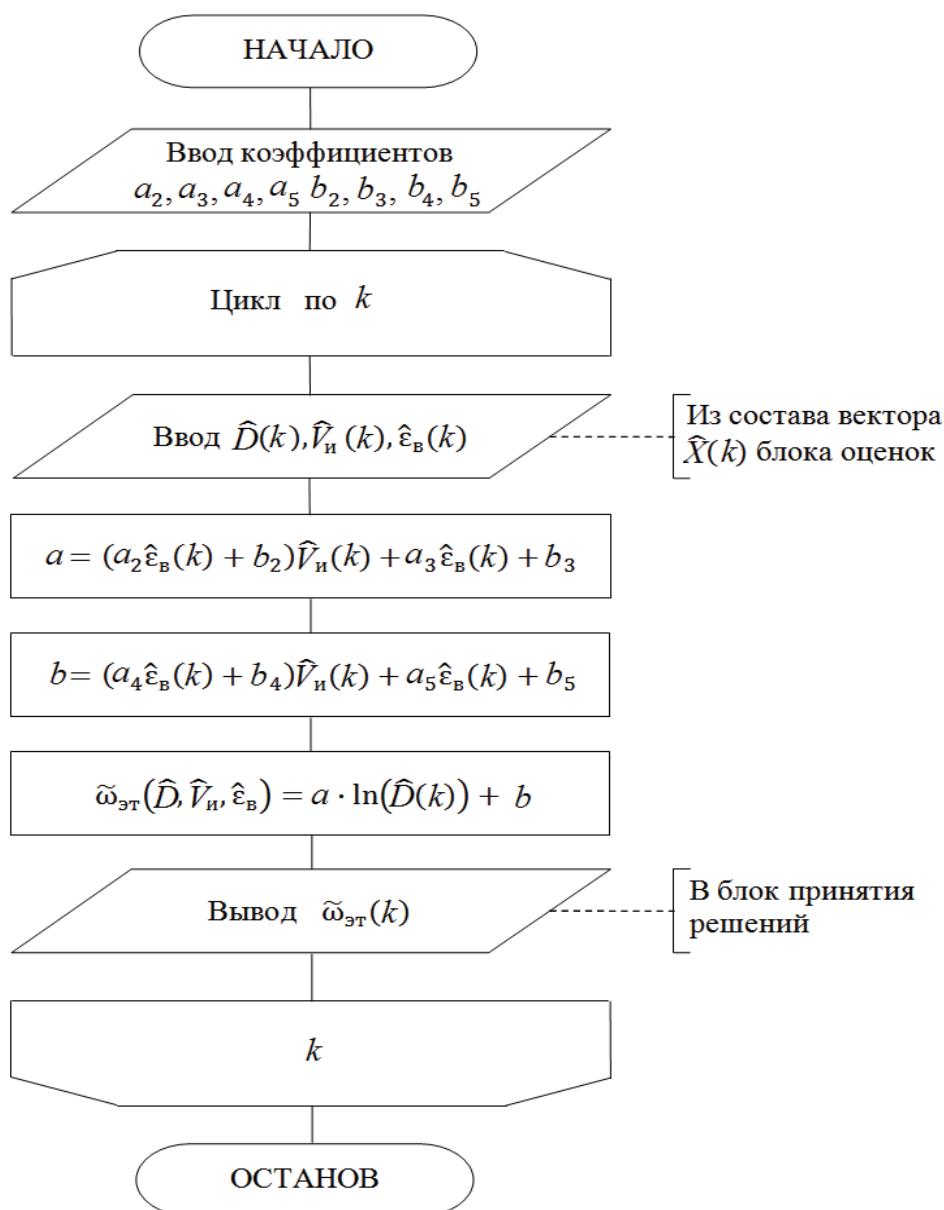 НАЧАЛО
Ввод коэффициентов
a₂, a₃, a₄, a₅ b₂, b₃, b₄, b₅
Цикл по k
Ввод D̂(k), V̂и(k), ε̂в(k)
Из состава вектора
X̂(k) блока оценок
a = (a₂ε̂в(k) + b₂)V̂и(k) + a₃ε̂в(k) + b₃
b = (a₄ε̂в(k) + b₄)V̂и(k) + a₅ε̂в(k) + b₅
ω̃эт(D̂, V̂и, ε̂в) = a · ln(D̂(k)) + b
Вывод ω̃эт(k)
В блок принятия
решений
k
ОСТАНОВ